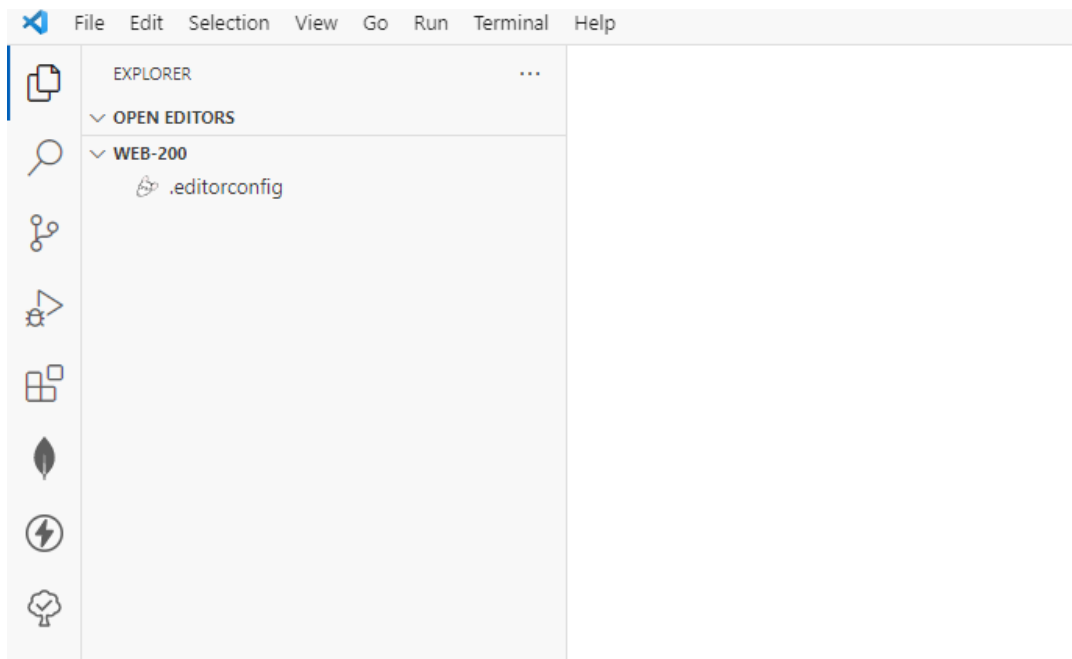 File Edit Selection View Go Run Terminal Help
EXPLORER
OPEN EDITORS
WEB-200
.editorconfig